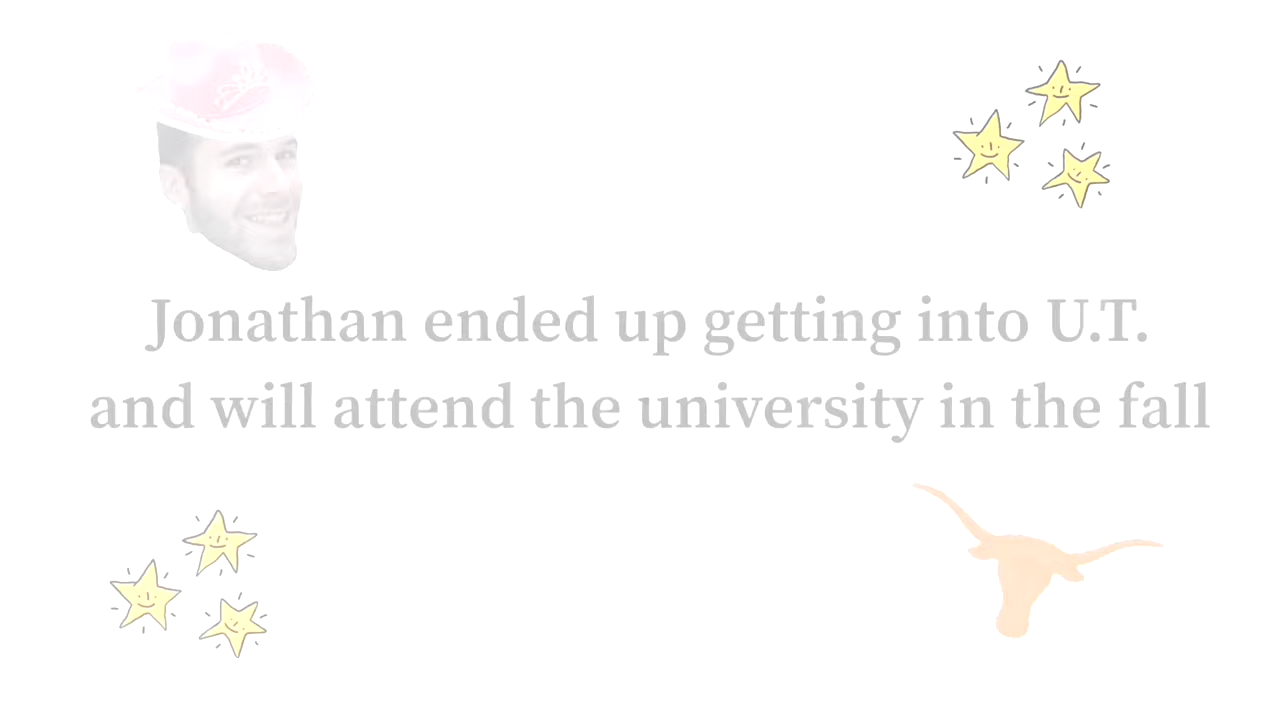 Jonathan ended up getting into U.T.
and will attend the university in the fall